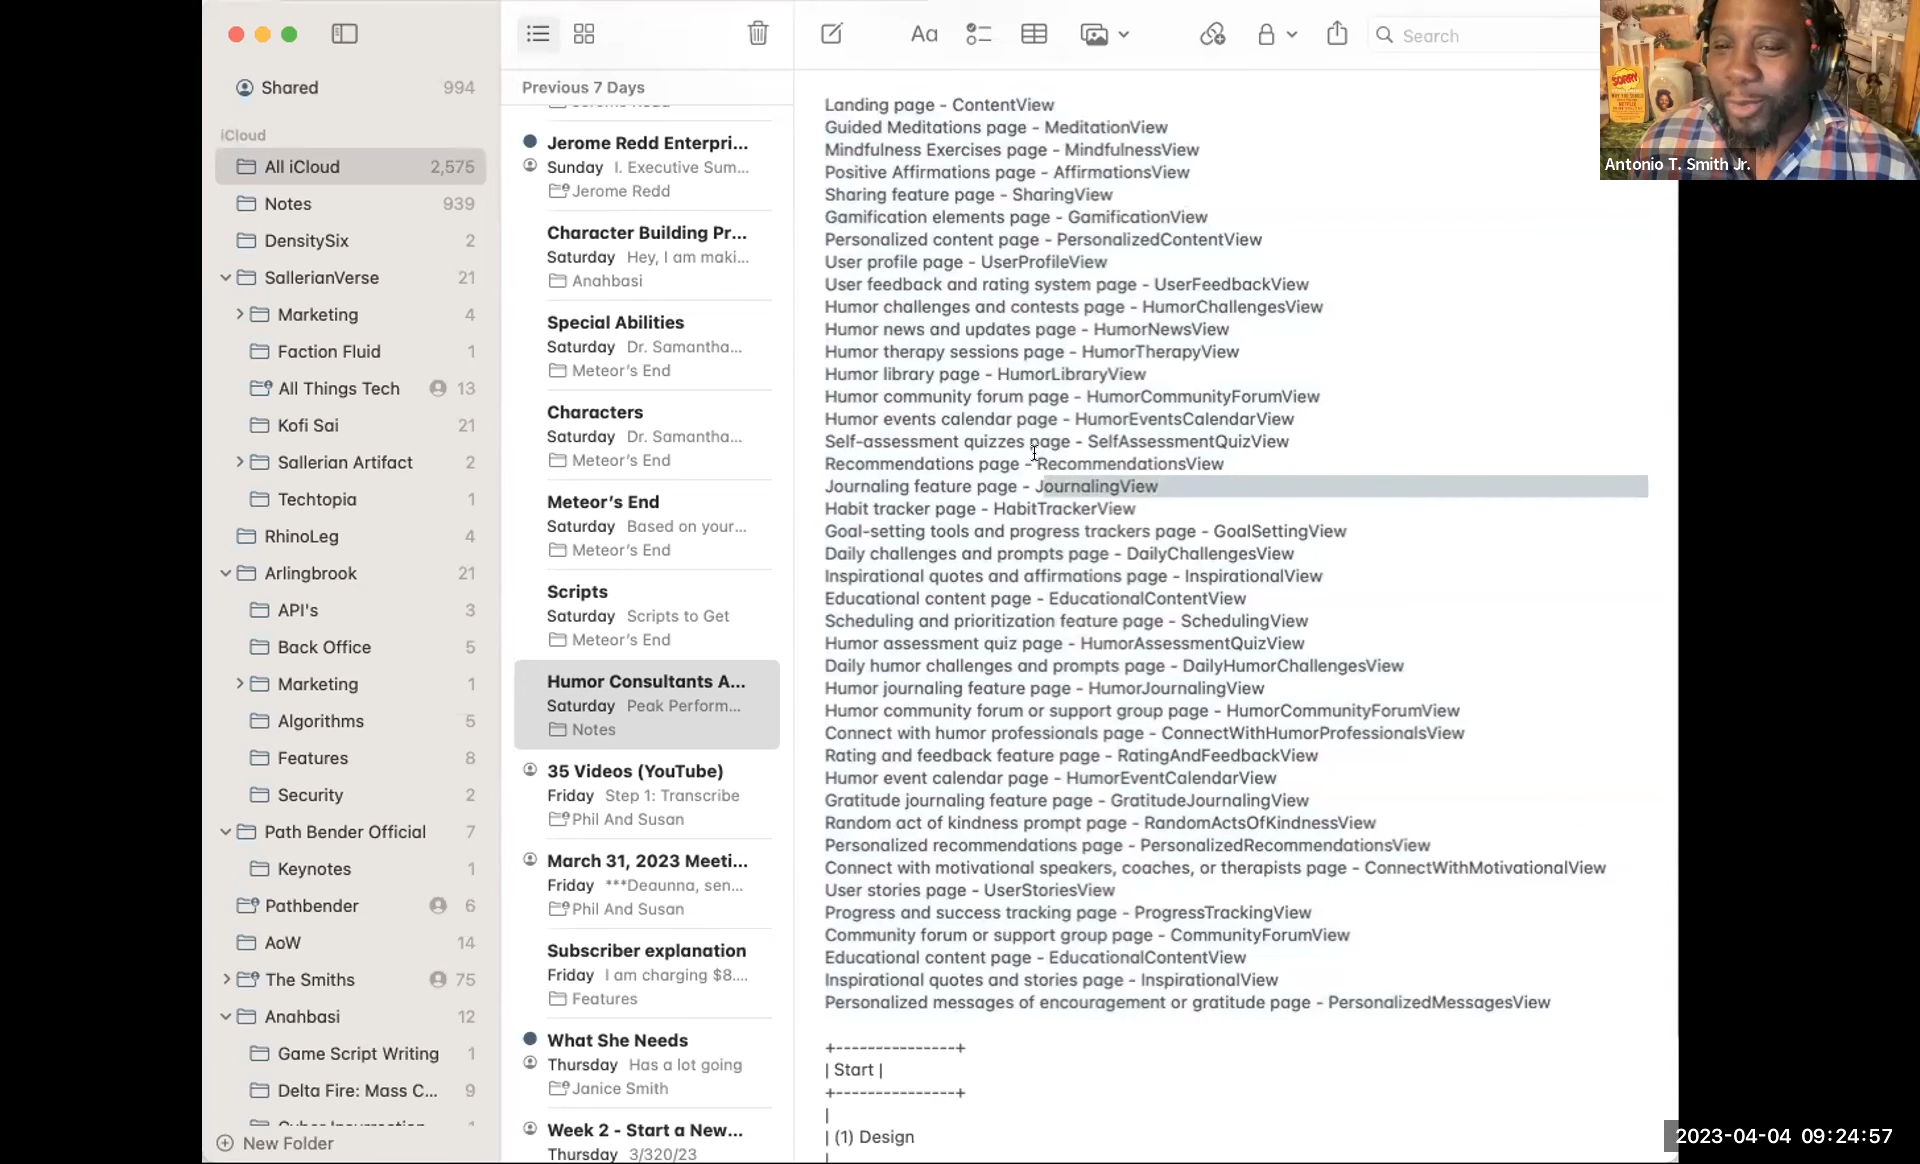 Shared 994
iCloud
All iCloud 2,575
Notes 939
DensitySix 2
SallerianVerse 21
Marketing 4
Faction Fluid 1
All Things Tech 13
Kofi Sai 21
Sallerian Artifact 2
Techtopia 1
RhinoLeg 4
Arlingbrook 21
API's 3
Back Office 5
Marketing 1
Algorithms 5
Features 8
Security 2
Path Bender Official 7
Keynotes 1
Pathbender 6
AoW 14
The Smiths 75
Anahbasi 12
Game Script Writing 1
Delta Fire: Mass C... 9
New Folder
Previous 7 Days
Jerome Redd
Jerome Redd Enterpri...
Sunday I. Executive Sum...
Jerome Redd
Character Building Pr...
Saturday Hey, I am maki...
Anahbasi
Special Abilities
Saturday Dr. Samantha...
Meteor's End
Characters
Saturday Dr. Samantha...
Meteor's End
Meteor's End
Saturday Based on your...
Meteor's End
Scripts
Saturday Scripts to Get
Meteor's End
Humor Consultants A...
Saturday Peak Perform...
Notes
35 Videos (YouTube)
Friday Step 1: Transcribe
Phil And Susan
March 31, 2023 Meeti...
Friday ***Deaunna, sen...
Phil And Susan
Subscriber explanation
Friday I am charging $8....
Features
What She Needs
Thursday Has a lot going
Janice Smith
Week 2 - Start a New...
Thursday 3/320/23
Aa
Search
Landing page - ContentView
Guided Meditations page - MeditationView
Mindfulness Exercises page - MindfulnessView
Positive Affirmations page - AffirmationsView
Sharing feature page - SharingView
Gamification elements page - GamificationView
Personalized content page - PersonalizedContentView
User profile page - UserProfileView
User feedback and rating system page - UserFeedbackView
Humor challenges and contests page - HumorChallengesView
Humor news and updates page - HumorNewsView
Humor therapy sessions page - HumorTherapyView
Humor library page - HumorLibraryView
Humor community forum page - HumorCommunityForumView
Humor events calendar page - HumorEventsCalendarView
Self-assessment quizzes page - SelfAssessmentQuizView
Recommendations page - RecommendationsView
Journaling feature page - JournalingView
Habit tracker page - HabitTrackerView
Goal-setting tools and progress trackers page - GoalSettingView
Daily challenges and prompts page - DailyChallengesView
Inspirational quotes and affirmations page - InspirationalView
Educational content page - EducationalContentView
Scheduling and prioritization feature page - SchedulingView
Humor assessment quiz page - HumorAssessmentQuizView
Daily humor challenges and prompts page - DailyHumorChallengesView
Humor journaling feature page - HumorJournalingView
Humor community forum or support group page - HumorCommunityForumView
Connect with humor professionals page - ConnectWithHumorProfessionalsView
Rating and feedback feature page - RatingAndFeedbackView
Humor event calendar page - HumorEventCalendarView
Gratitude journaling feature page - GratitudeJournalingView
Random act of kindness prompt page - RandomActsOfKindnessView
Personalized recommendations page - PersonalizedRecommendationsView
Connect with motivational speakers, coaches, or therapists page - ConnectWithMotivationalView
User stories page - UserStoriesView
Progress and success tracking page - ProgressTrackingView
Community forum or support group page - CommunityForumView
Educational content page - EducationalContentView
Inspirational quotes and stories page - InspirationalView
Personalized messages of encouragement or gratitude page - PersonalizedMessagesView
+---------------+
| Start |
+---------------+
|
| (1) Design
|
SORRY
NETFLIX
Antonio T. Smith Jr.
2023-04-04 09:24:57